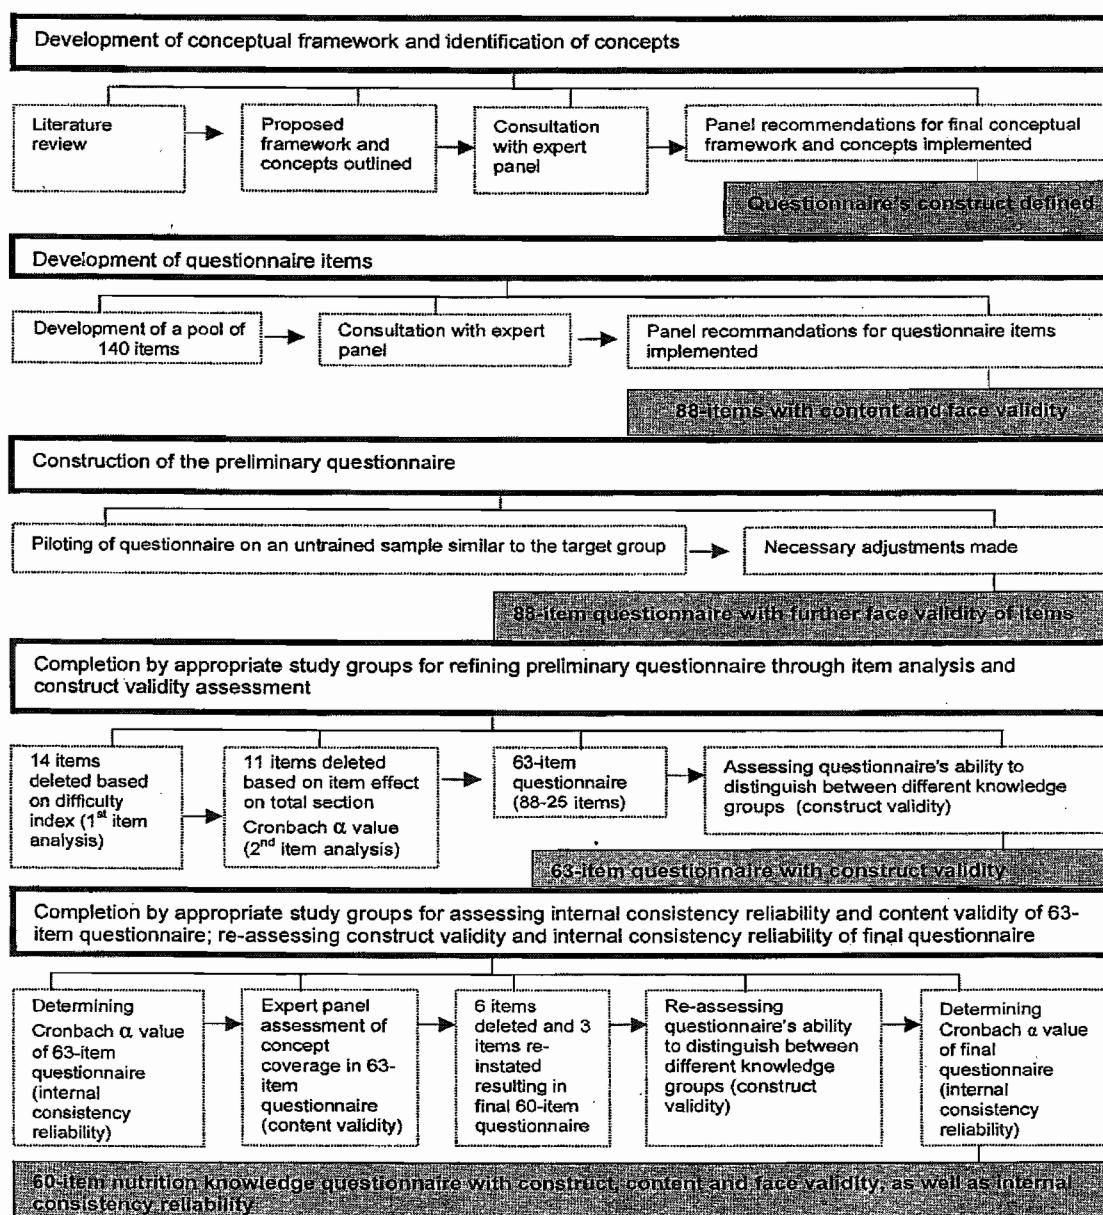 Development of conceptual framework and identification of concepts
Literature
review
Proposed
framework and
concepts outlined
Consultation
with expert
panel
Panel recommendations for final conceptual
framework and concepts implemented
Questionnaire's construct defined
Development of questionnaire items
Development of a pool of
140 items
Consultation with expert
panel
Panel recommandations for questionnaire items
implemented
88-items with content and face validity
Construction of the preliminary questionnaire
Piloting of questionnaire on an untrained sample similar to the target group
Necessary adjustments made
88-item questionnaire with further face validity of items
Completion by appropriate study groups for refining preliminary questionnaire through item analysis and
construct validity assessment
14 items
deleted based
on difficulty
index (1st item
analysis)
11 items deleted
based on item effect
on total section
Cronbach α value
(2nd item analysis)
63-item
questionnaire
(88-25 items)
Assessing questionnaire's ability to
distinguish between different knowledge
groups (construct validity)
63-item questionnaire with construct validity
Completion by appropriate study groups for assessing internal consistency reliability and content validity of 63-
item questionnaire; re-assessing construct validity and internal consistency reliability of final questionnaire
Determining
Cronbach α value
of 63-item
questionnaire
(internal
consistency
reliability)
Expert panel
assessment of
concept
coverage in 63-
item
questionnaire
(content validity)
6 items
deleted and 3
items re-
instated
resulting in
final 60-item
questionnaire
Re-assessing
questionnaire's ability
to distinguish between
different knowledge
groups (construct
validity)
Determining
Cronbach α value
of final
questionnaire
(internal
consistency
reliability)
60-item nutrition knowledge questionnaire with construct, content and face validity, as well as internal
consistency reliability